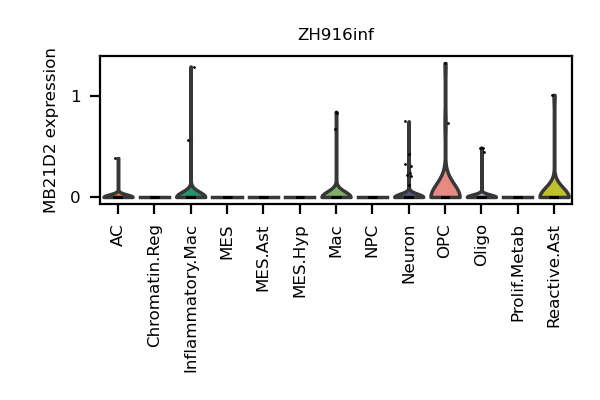 ZH916inf
MB21D2 expression
1
0
AC
Chromatin.Reg
Inflammatory.Mac
MES
MES.Ast
MES.Hyp
Mac
NPC
Neuron
OPC
Oligo
Prolif.Metab
Reactive.Ast